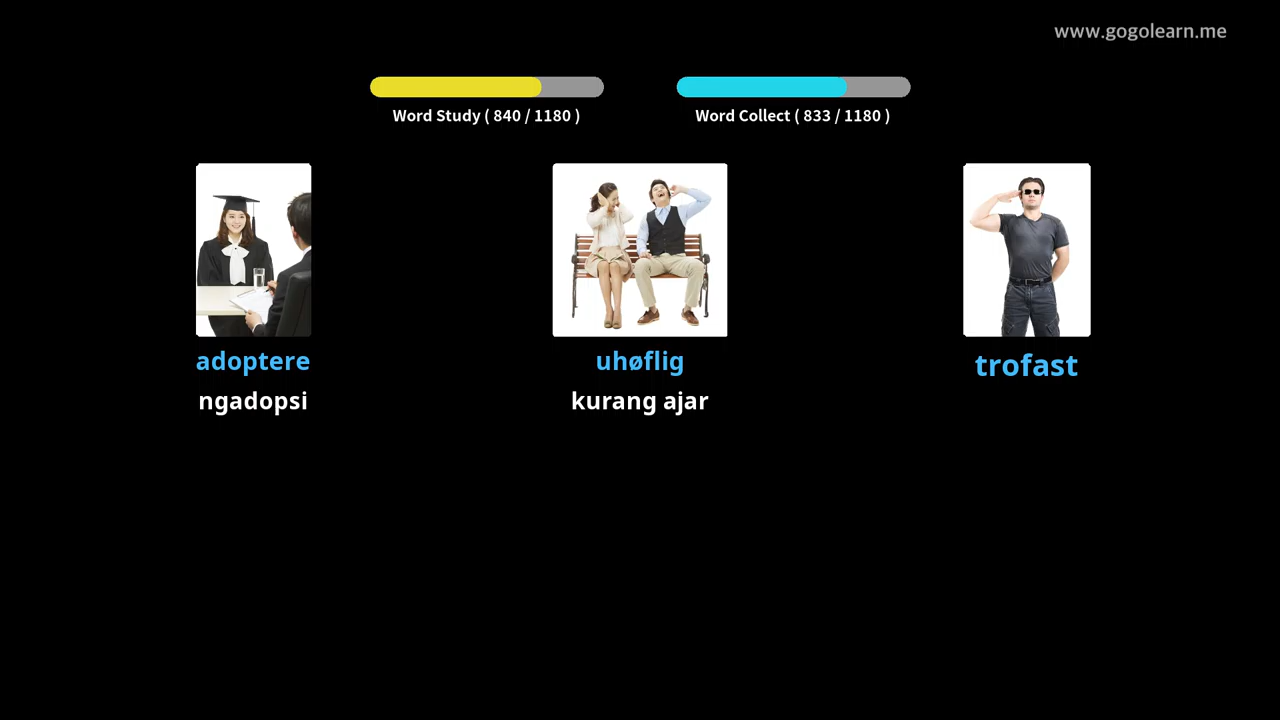 www.gogolearn.me
Word Study ( 840 / 1180 )
Word Collect ( 833 / 1180 )
adoptere
ngadopsi
uhøflig
kurang ajar
trofast